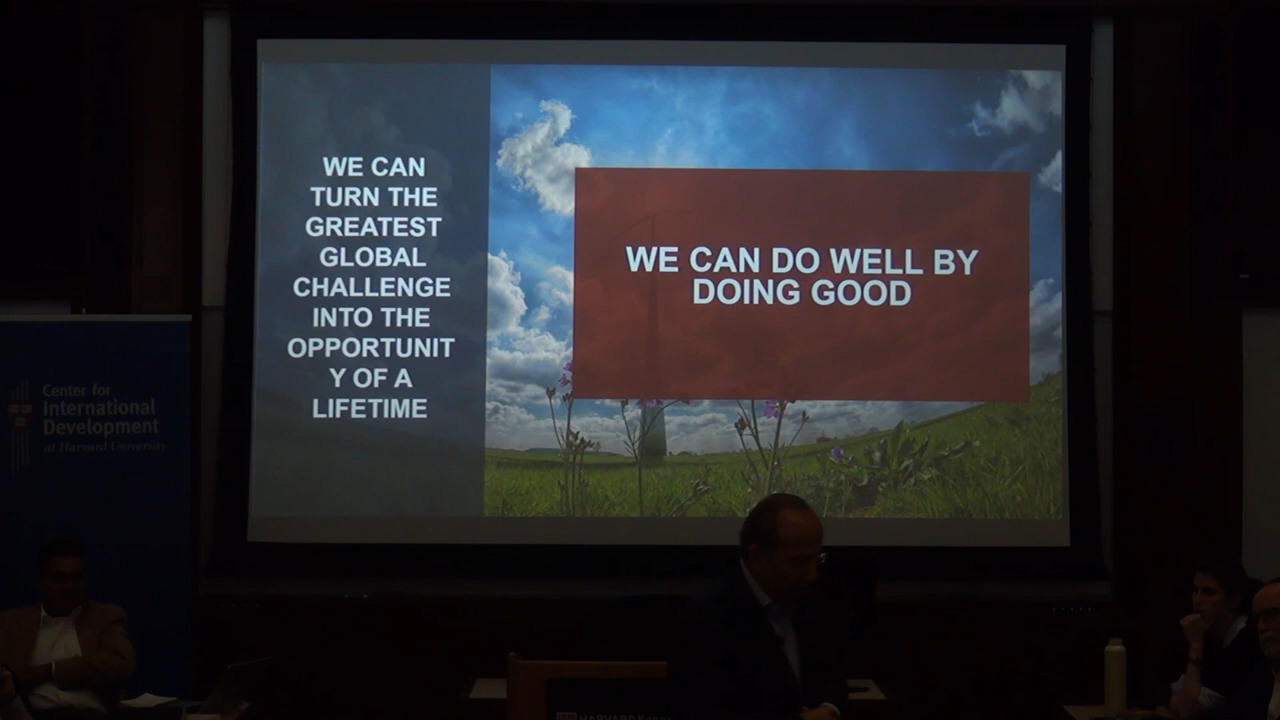 WE CAN
TURN THE
GREATEST
GLOBAL
CHALLENGE
INTO THE
OPPORTUNIT
Y OF A
LIFETIME
WE CAN DO WELL BY
DOING GOOD
Center for
International
Development
at Harvard University
HARVARD